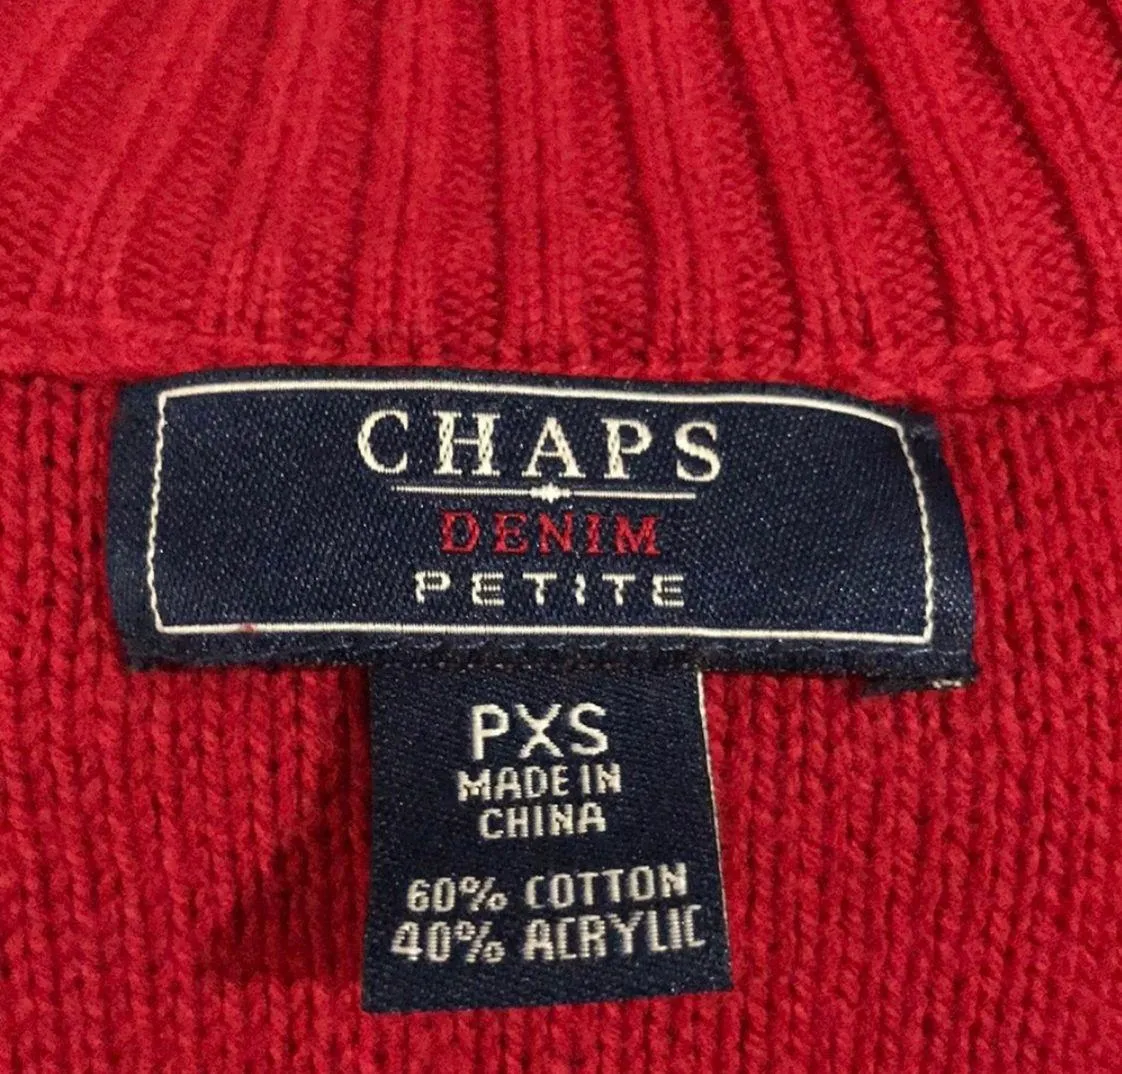 CHAPS
DENIM
PETITE
PXS
MADE IN
CHINA
60% COTTON
40% ACRYLIC